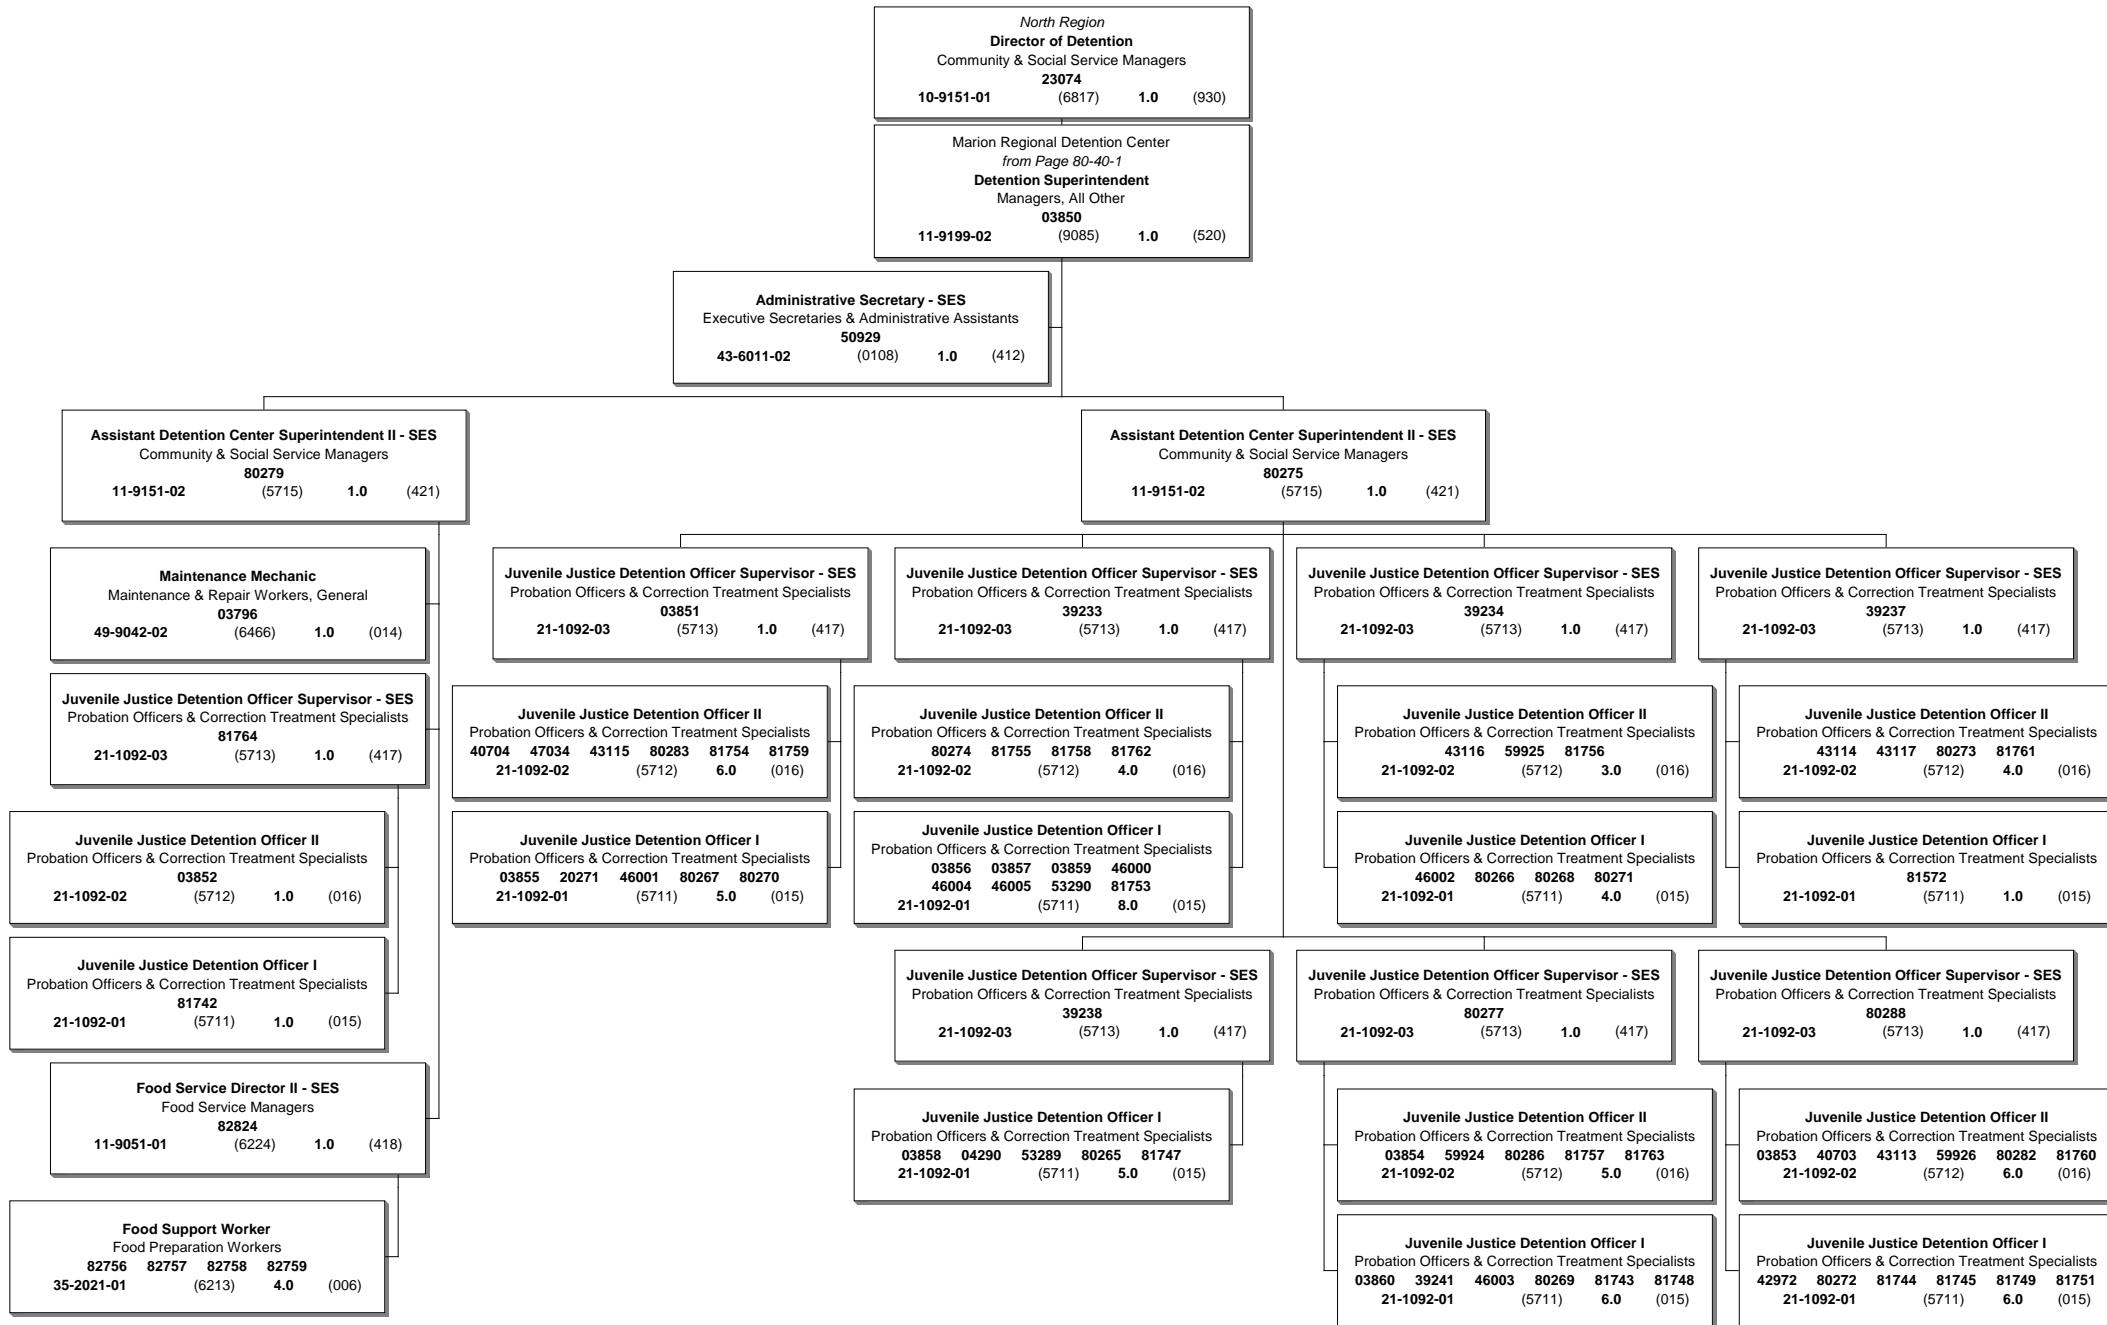 North Region
Director of Detention
Community & Social Service Managers
23074
10-9151-01 (6817) 1.0 (930)
Marion Regional Detention Center
from Page 80-40-1
Detention Superintendent
Managers, All Other
03850
11-9199-02 (9085) 1.0 (520)
Administrative Secretary - SES
Executive Secretaries & Administrative Assistants
50929
43-6011-02 (0108) 1.0 (412)
Assistant Detention Center Superintendent II - SES
Community & Social Service Managers
80279
11-9151-02 (5715) 1.0 (421)
Maintenance Mechanic
Maintenance & Repair Workers, General
03796
49-9042-02 (6466) 1.0 (014)
Juvenile Justice Detention Officer Supervisor - SES
Probation Officers & Correction Treatment Specialists
81764
21-1092-03 (5713) 1.0 (417)
Juvenile Justice Detention Officer II
Probation Officers & Correction Treatment Specialists
03852
21-1092-02 (5712) 1.0 (016)
Juvenile Justice Detention Officer I
Probation Officers & Correction Treatment Specialists
81742
21-1092-01 (5711) 1.0 (015)
Food Service Director II - SES
Food Service Managers
82824
11-9051-01 (6224) 1.0 (418)
Food Support Worker
Food Preparation Workers
82756 82757 82758 82759
35-2021-01 (6213) 4.0 (006)
Assistant Detention Center Superintendent II - SES
Community & Social Service Managers
80275
11-9151-02 (5715) 1.0 (421)
Juvenile Justice Detention Officer Supervisor - SES
Probation Officers & Correction Treatment Specialists
03851
21-1092-03 (5713) 1.0 (417)
Juvenile Justice Detention Officer II
Probation Officers & Correction Treatment Specialists
40704 47034 43115 80283 81754 81759
21-1092-02 (5712) 6.0 (016)
Juvenile Justice Detention Officer I
Probation Officers & Correction Treatment Specialists
03855 20271 46001 80267 80270
21-1092-01 (5711) 5.0 (015)
Juvenile Justice Detention Officer Supervisor - SES
Probation Officers & Correction Treatment Specialists
39233
21-1092-03 (5713) 1.0 (417)
Juvenile Justice Detention Officer II
Probation Officers & Correction Treatment Specialists
80274 81755 81758 81762
21-1092-02 (5712) 4.0 (016)
Juvenile Justice Detention Officer I
Probation Officers & Correction Treatment Specialists
03856 03857 03859 46000
46004 46005 53290 81753
21-1092-01 (5711) 8.0 (015)
Juvenile Justice Detention Officer Supervisor - SES
Probation Officers & Correction Treatment Specialists
39234
21-1092-03 (5713) 1.0 (417)
Juvenile Justice Detention Officer II
Probation Officers & Correction Treatment Specialists
43116 59925 81756
21-1092-02 (5712) 3.0 (016)
Juvenile Justice Detention Officer I
Probation Officers & Correction Treatment Specialists
46002 80266 80268 80271
21-1092-01 (5711) 4.0 (015)
Juvenile Justice Detention Officer Supervisor - SES
Probation Officers & Correction Treatment Specialists
39237
21-1092-03 (5713) 1.0 (417)
Juvenile Justice Detention Officer II
Probation Officers & Correction Treatment Specialists
43114 43117 80273 81761
21-1092-02 (5712) 4.0 (016)
Juvenile Justice Detention Officer I
Probation Officers & Correction Treatment Specialists
81572
21-1092-01 (5711) 1.0 (015)
Juvenile Justice Detention Officer Supervisor - SES
Probation Officers & Correction Treatment Specialists
39238
21-1092-03 (5713) 1.0 (417)
Juvenile Justice Detention Officer I
Probation Officers & Correction Treatment Specialists
03858 04290 53289 80265 81747
21-1092-01 (5711) 5.0 (015)
Juvenile Justice Detention Officer Supervisor - SES
Probation Officers & Correction Treatment Specialists
80277
21-1092-03 (5713) 1.0 (417)
Juvenile Justice Detention Officer II
Probation Officers & Correction Treatment Specialists
03854 59924 80286 81757 81763
21-1092-02 (5712) 5.0 (016)
Juvenile Justice Detention Officer I
Probation Officers & Correction Treatment Specialists
03860 39241 46003 80269 81743 81748
21-1092-01 (5711) 6.0 (015)
Juvenile Justice Detention Officer Supervisor - SES
Probation Officers & Correction Treatment Specialists
80288
21-1092-03 (5713) 1.0 (417)
Juvenile Justice Detention Officer II
Probation Officers & Correction Treatment Specialists
03853 40703 43113 59926 80282 81760
21-1092-02 (5712) 6.0 (016)
Juvenile Justice Detention Officer I
Probation Officers & Correction Treatment Specialists
42972 80272 81744 81745 81749 81751
21-1092-01 (5711) 6.0 (015)